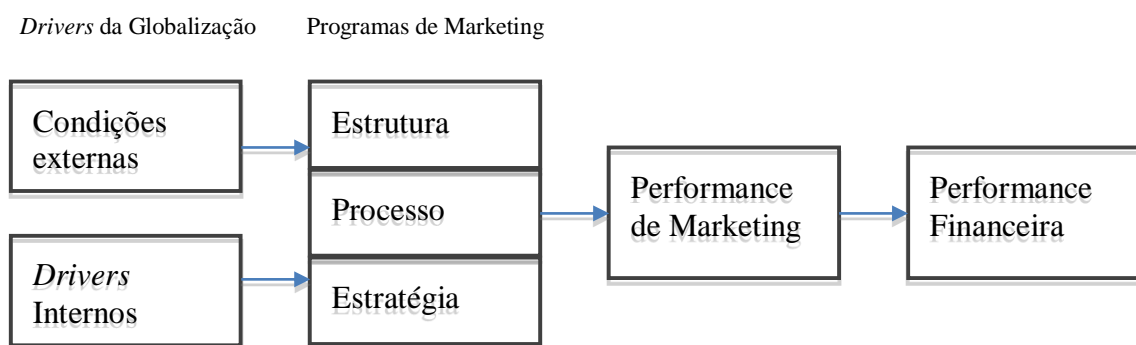 Drivers da Globalização
Programas de Marketing
Condições
externas
Drivers
Internos
Estrutura
Processo
Estratégia
Performance
de Marketing
Performance
Financeira